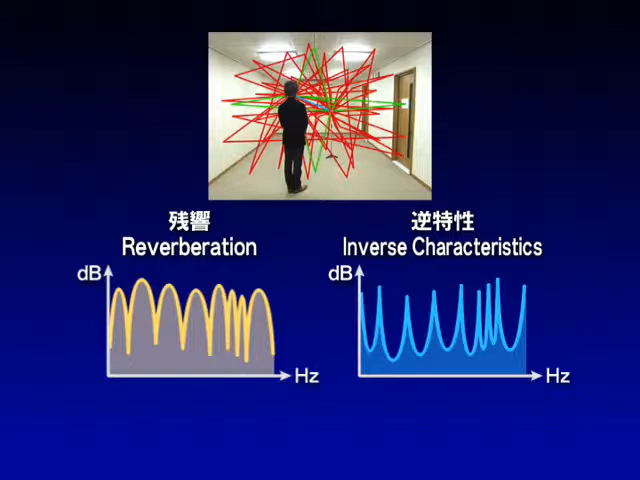 残響
Reverberation
逆特性
Inverse Characteristics
dB
Hz
dB
Hz